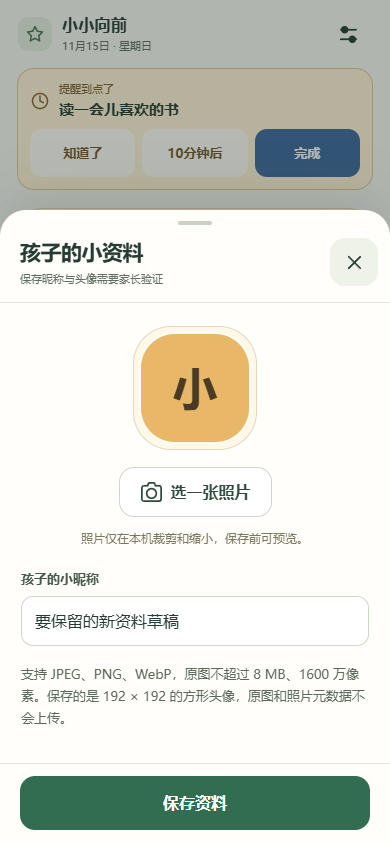 小小向前
11月15日 · 星期日
提醒到点了
读一会儿喜欢的书
知道了
10分钟后
完成
孩子的小资料
保存昵称与头像需要家长验证
小
选一张照片
照片仅在本机裁剪和缩小，保存前可预览。
孩子的小昵称
要保留的新资料草稿
支持 JPEG、PNG、WebP，原图不超过 8 MB、1600 万像
素。保存的是 192 × 192 的方形头像，原图和照片元数据不
会上传。
保存资料